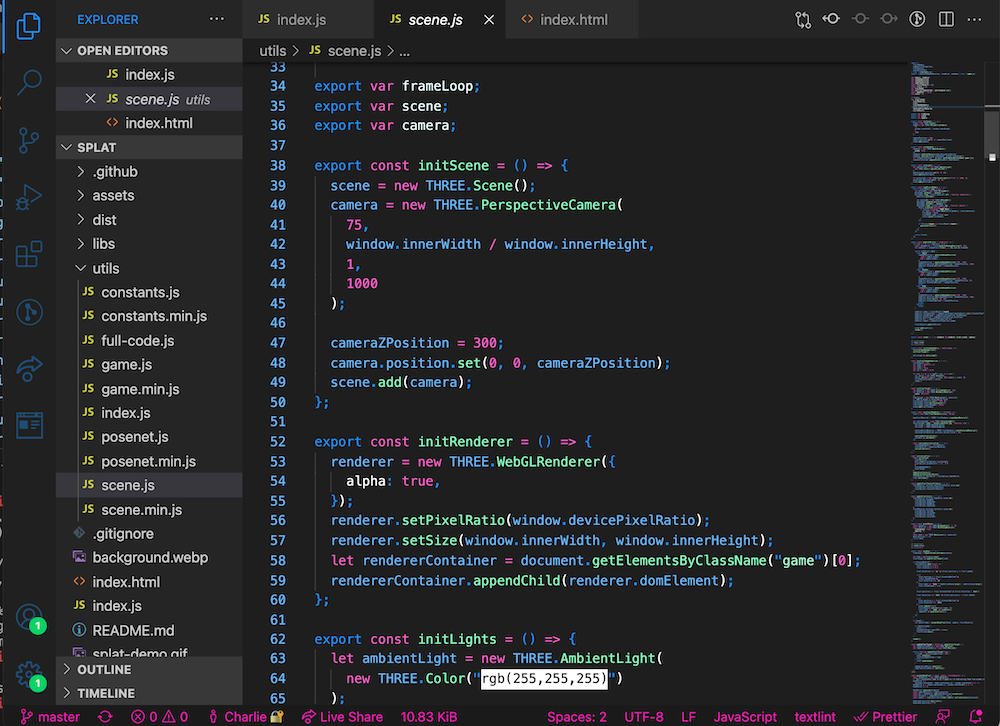 EXPLORER
OPEN EDITORS
JS index.js
JS scene.js utils
<> index.html
SPLAT
.github
assets
dist
libs
utils
JS constants.js
JS constants.min.js
JS full-code.js
JS game.js
JS game.min.js
JS index.js
JS posenet.js
JS posenet.min.js
JS scene.js
JS scene.min.js
.gitignore
background.webp
<> index.html
JS index.js
README.md
splat-demo.gif
OUTLINE
TIMELINE
1
1
JS index.js
JS scene.js
<> index.html
utils > JS scene.js > ...
33
34 export var frameLoop;
35 export var scene;
36 export var camera;
37
38 export const initScene = () => {
39 scene = new THREE.Scene();
40 camera = new THREE.PerspectiveCamera(
41 75,
42 window.innerWidth / window.innerHeight,
43 1,
44 1000
45 );
46
47 cameraZPosition = 300;
48 camera.position.set(0, 0, cameraZPosition);
49 scene.add(camera);
50 };
51
52 export const initRenderer = () => {
53 renderer = new THREE.WebGLRenderer({
54 alpha: true,
55 });
56 renderer.setPixelRatio(window.devicePixelRatio);
57 renderer.setSize(window.innerWidth, window.innerHeight);
58 let rendererContainer = document.getElementsByClassName("game")[0];
59 rendererContainer.appendChild(renderer.domElement);
60 };
61
62 export const initLights = () => {
63 let ambientLight = new THREE.AmbientLight(
64 new THREE.Color("rgb(255,255,255)")
65 );
master 0 0 Charlie Live Share 10.83 KiB Spaces: 2 UTF-8 LF JavaScript textlint Prettier